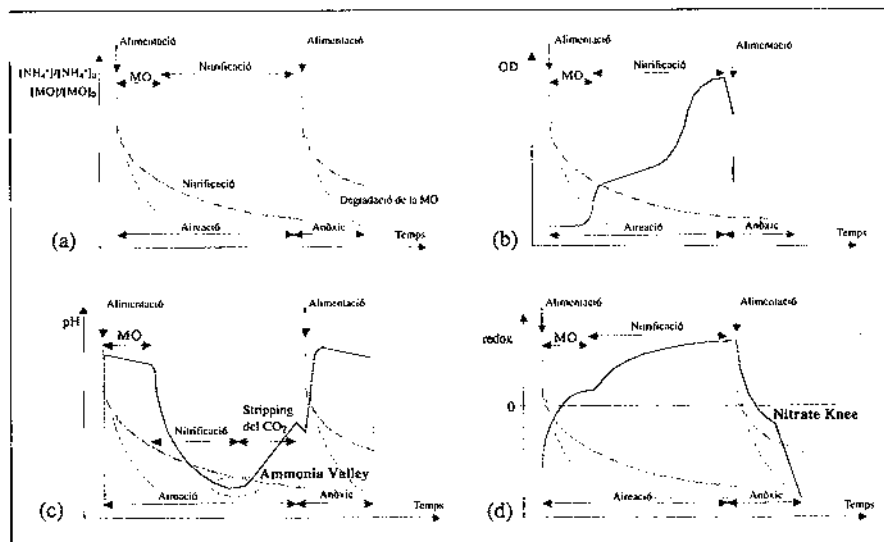 Alimentació
Alimentació
[NH₄⁺]/[NH₄⁺]₀
[MO]/[MO]₀
MO
Nitrificació
Nitrificació
Degradació de la MO
Aireació
Anòxic
Temps
(a)
Alimentació
Alimentació
OD
MO
Nitrificació
Aireació
Anòxic
Temps
(b)
Alimentació
Alimentació
pH
MO
Stripping
del CO₂
Nitrificació
Ammonia Valley
Aireació
Anòxic
Temps
(c)
Alimentació
Alimentació
redox
MO
Nitrificació
0
Nitrate Knee
Aireació
Anòxic
Temps
(d)